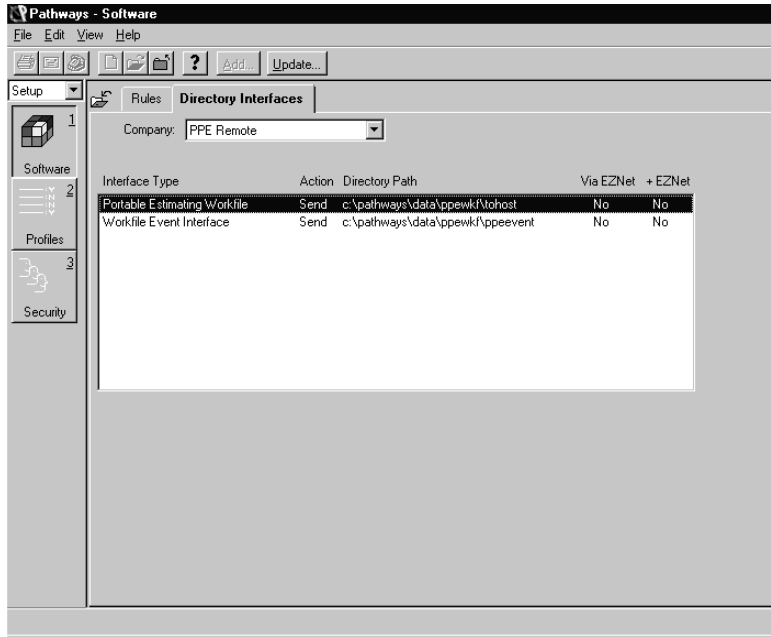 Pathways - Software
File Edit View Help
? Add... Update...
Setup
Rules Directory Interfaces
Company: PPE Remote
1
Software
2
Profiles
3
Security
Interface Type Action Directory Path Via EZNet + EZNet
Portable Estimating Workfile Send c:\pathways\data\ppewkf\tohost No No
Workfile Event Interface Send c:\pathways\data\ppewkf\ppeevent No No